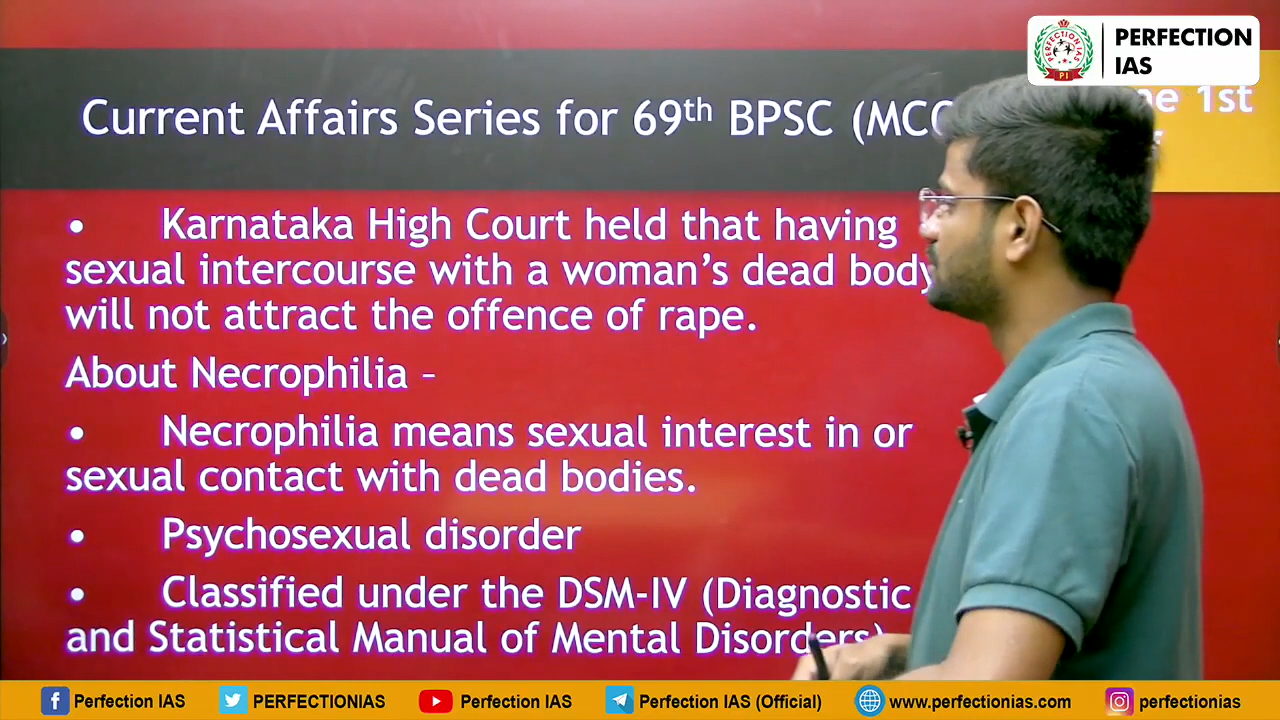 PERFECTION
IAS
Current Affairs Series for 69th BPSC (MCQ
1st
• Karnataka High Court held that having
sexual intercourse with a woman’s dead body
will not attract the offence of rape.
About Necrophilia –
• Necrophilia means sexual interest in or
sexual contact with dead bodies.
• Psychosexual disorder
• Classified under the DSM-IV (Diagnostic
and Statistical Manual of Mental Disorders)
Perfection IAS PERFECTIONIAS Perfection IAS Perfection IAS (Official) www.perfectionias.com perfectionias